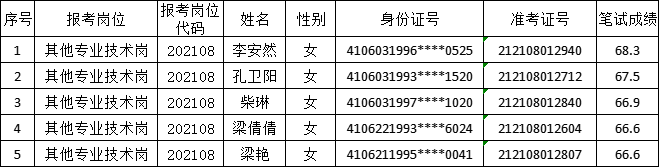 序号 报考岗位 报考岗位代码 姓名 性别 身份证号 准考证号 笔试成绩
1 其他专业技术岗 202108 李安然 女 4106031996****0525 212108012940 68.3
2 其他专业技术岗 202108 孔卫阳 女 4106031993****1520 212108012712 67.5
3 其他专业技术岗 202108 柴琳 女 4106031997****1020 212108012840 66.9
4 其他专业技术岗 202108 梁倩倩 女 4106221993****6024 212108012604 66.6
5 其他专业技术岗 202108 梁艳 女 4106211995****0041 212108012807 66.6